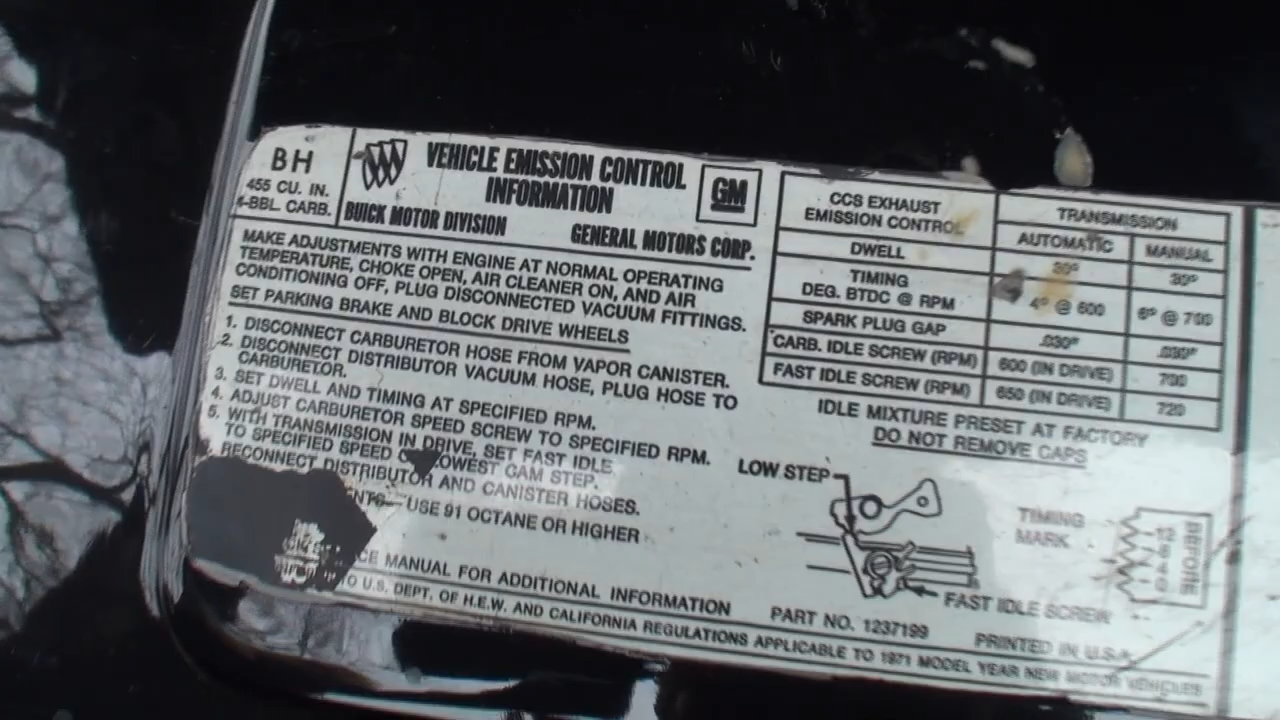 BH
455 CU. IN.
4-BBL. CARB.
VEHICLE EMISSION CONTROL
INFORMATION
GM
BUICK MOTOR DIVISION GENERAL MOTORS CORP.
MAKE ADJUSTMENTS WITH ENGINE AT NORMAL OPERATING
TEMPERATURE, CHOKE OPEN, AIR CLEANER ON, AND AIR
CONDITIONING OFF, PLUG DISCONNECTED VACUUM FITTINGS.
SET PARKING BRAKE AND BLOCK DRIVE WHEELS
1. DISCONNECT CARBURETOR HOSE FROM VAPOR CANISTER.
2. DISCONNECT DISTRIBUTOR VACUUM HOSE, PLUG HOSE TO
CARBURETOR.
3. SET DWELL AND TIMING AT SPECIFIED RPM.
4. ADJUST CARBURETOR SPEED SCREW TO SPECIFIED RPM.
5. WITH TRANSMISSION IN DRIVE, SET FAST IDLE
TO SPECIFIED SPEED LOWEST CAM STEP.
RECONNECT DISTRIBUTOR AND CANISTER HOSES.
USE 91 OCTANE OR HIGHER
MANUAL FOR ADDITIONAL INFORMATION
TO U.S. DEPT. OF H.E.W. AND CALIFORNIA REGULATIONS APPLICABLE TO 1971 MODEL YEAR NEW MOTOR VEHICLES
CCS EXHAUST
EMISSION CONTROL
TRANSMISSION
AUTOMATIC MANUAL
DWELL 30° 30°
TIMING
DEG. BTDC @ RPM 4° @ 600 6° @ 700
SPARK PLUG GAP .030" .030"
CARB. IDLE SCREW (RPM) 600 (IN DRIVE) 700
FAST IDLE SCREW (RPM) 650 (IN DRIVE) 720
IDLE MIXTURE PRESET AT FACTORY
DO NOT REMOVE CAPS
LOW STEP
TIMING
MARK
BEFORE
12
8
4
0
FAST IDLE SCREW
PART NO. 1237199 PRINTED IN U.S.A.